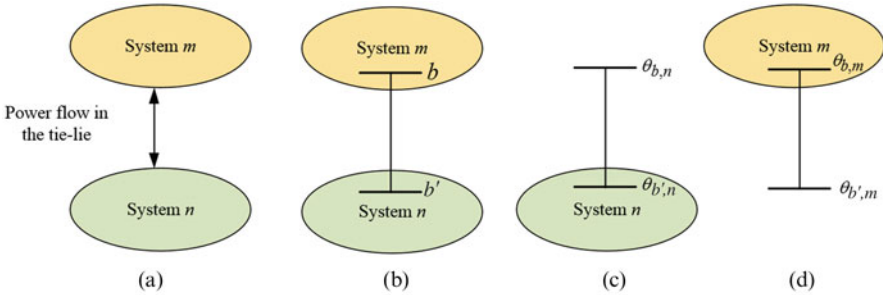 System m
Power flow in
the tie-lie
System n
(a)
System m
b
b′
System n
(b)
θb,n
θb′,n
System n
(c)
System m
θb,m
θb′,m
(d)